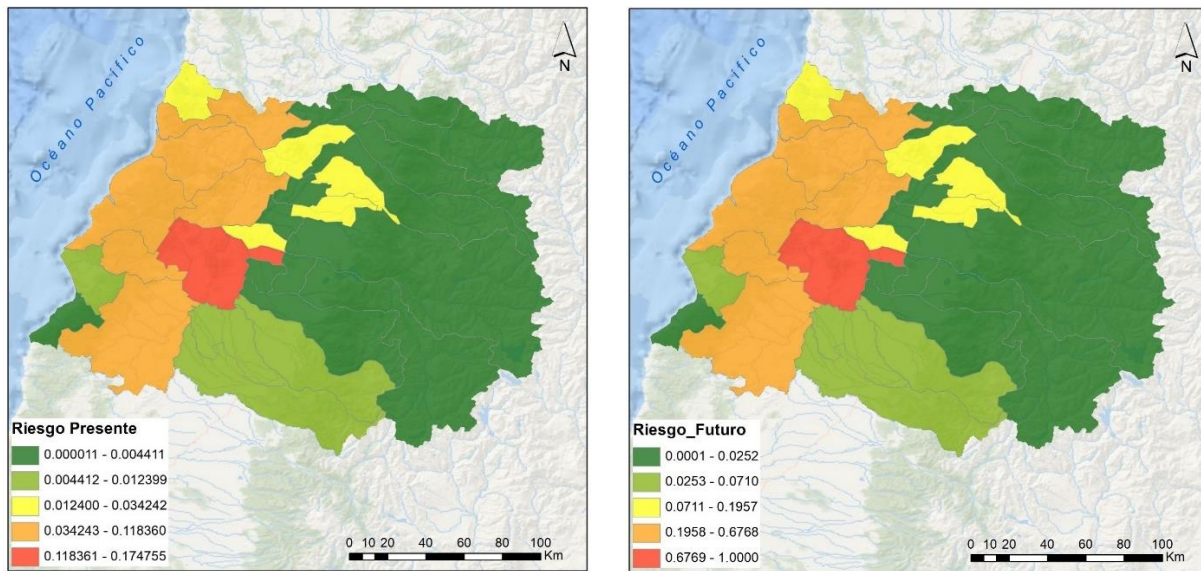 Océano Pacífico
N
Riesgo Presente
0.000011 - 0.004411
0.004412 - 0.012399
0.012400 - 0.034242
0.034243 - 0.118360
0.118361 - 0.174755
0 10 20 40 60 80 100
Km
Océano Pacífico
N
Riesgo_Futuro
0.0001 - 0.0252
0.0253 - 0.0710
0.0711 - 0.1957
0.1958 - 0.6768
0.6769 - 1.0000
0 10 20 40 60 80 100
Km